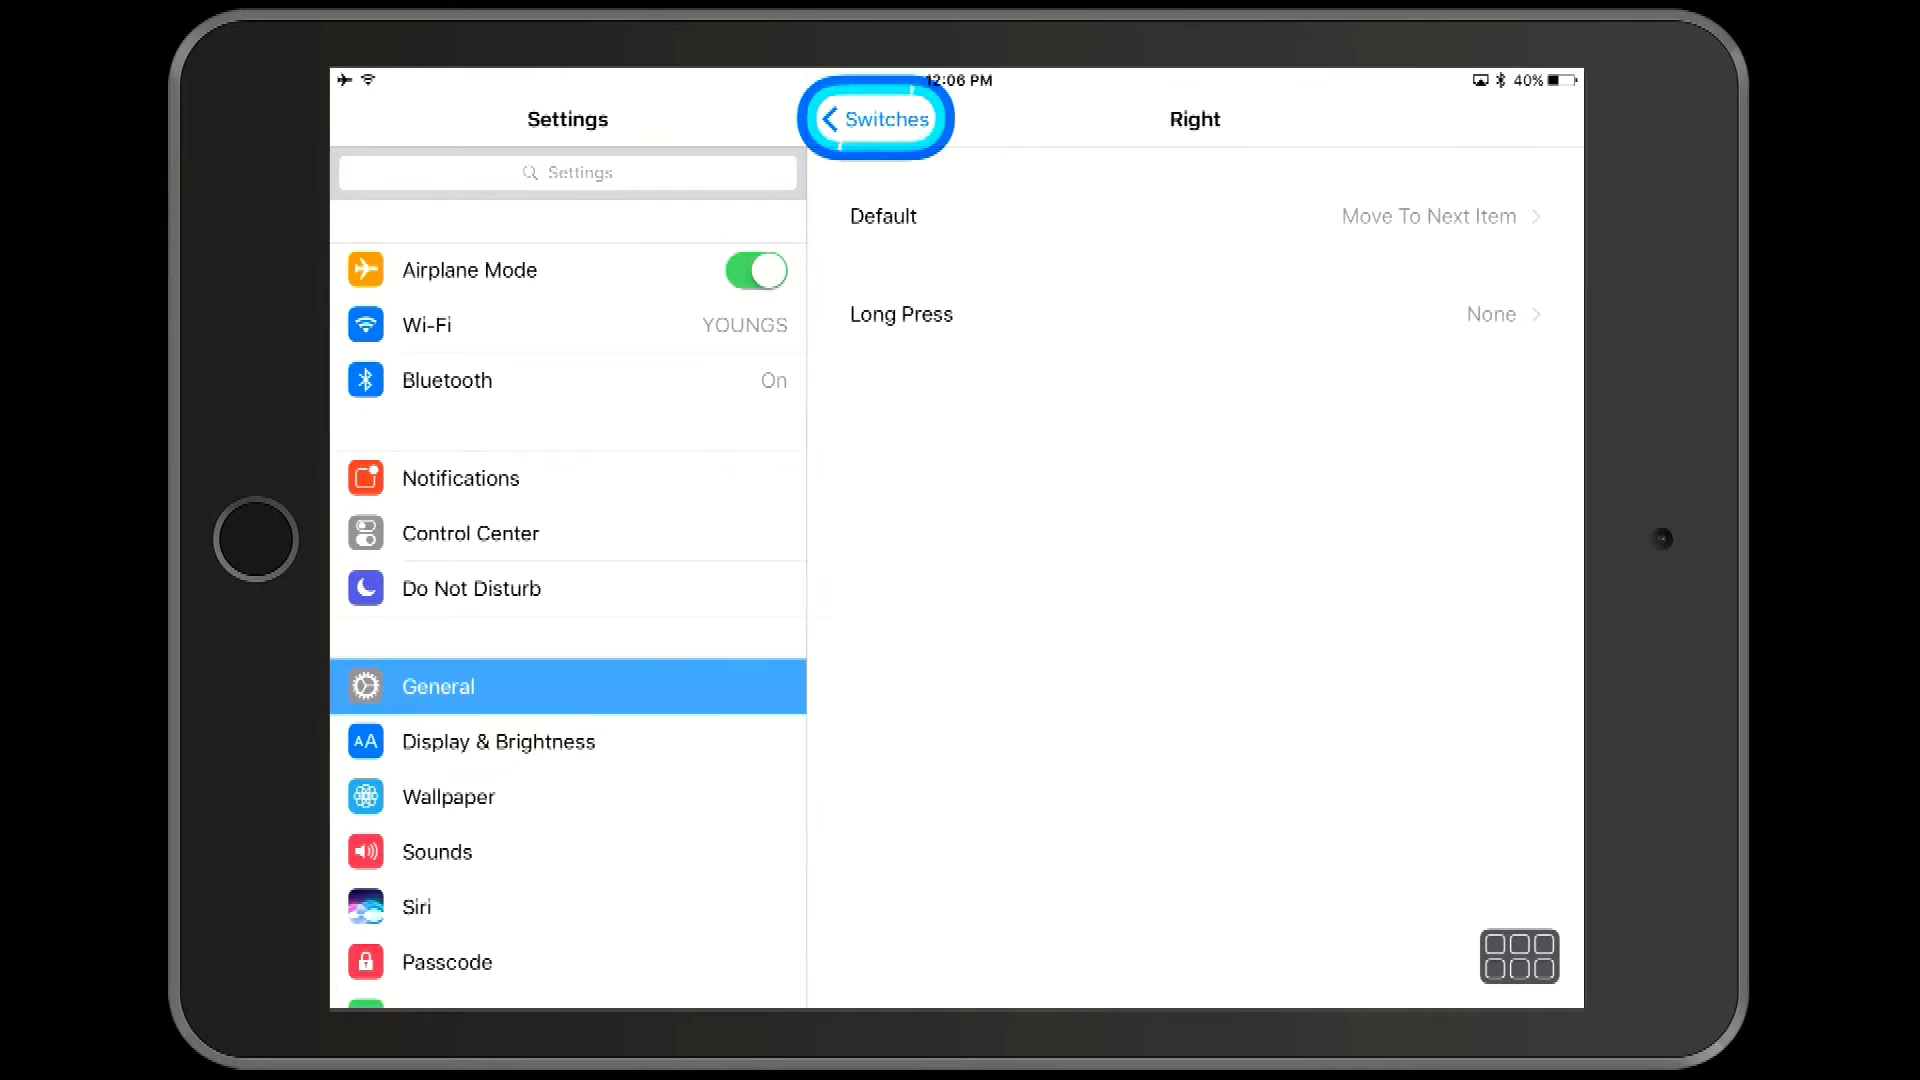 12:06 PM
40%
Settings
Switches
Right
Settings
Default
Move To Next Item
Airplane Mode
Wi-Fi
YOUNGS
Long Press
None
Bluetooth
On
Notifications
Control Center
Do Not Disturb
General
AA Display & Brightness
Wallpaper
Sounds
Siri
Passcode